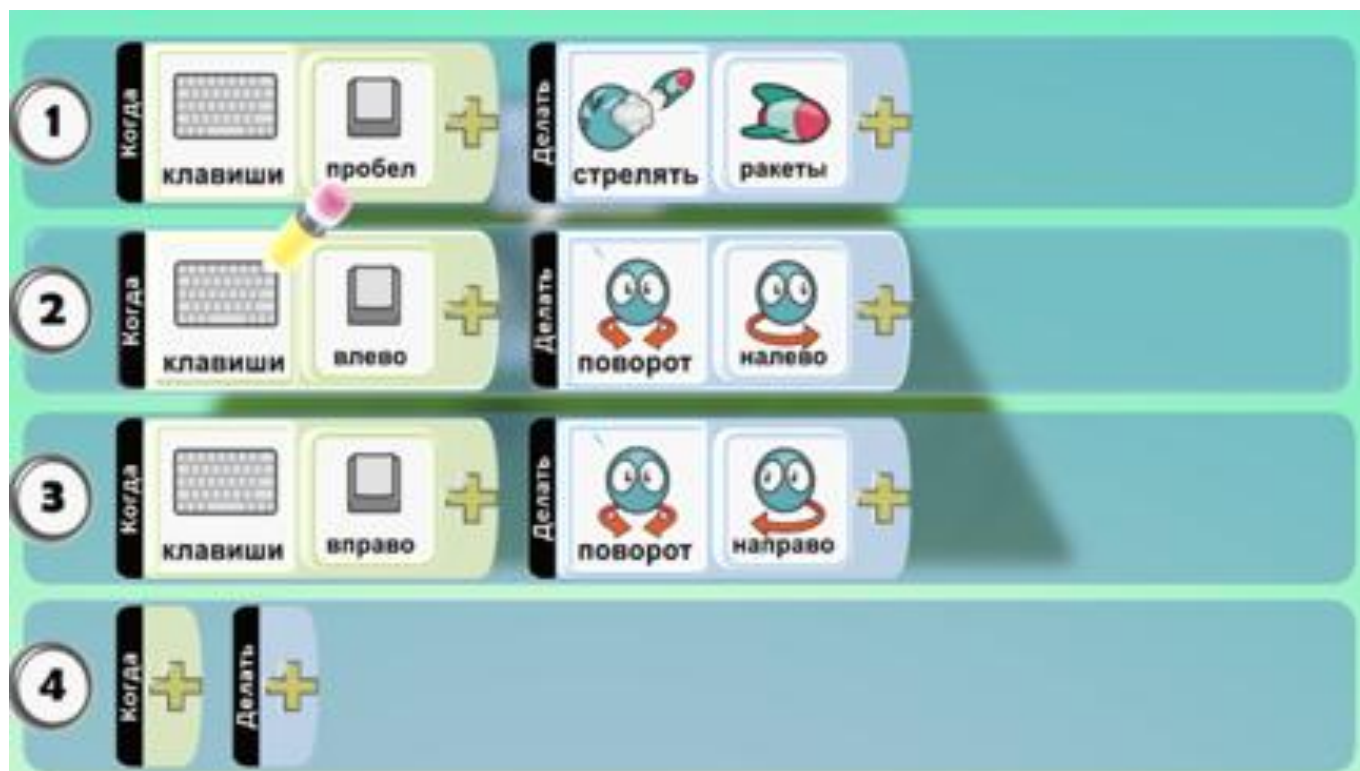 1
Когда
клавиши
пробел
Делать
стрелять
ракеты
2
Когда
клавиши
влево
Делать
поворот
налево
3
Когда
клавиши
вправо
Делать
поворот
направо
4
Когда
Делать